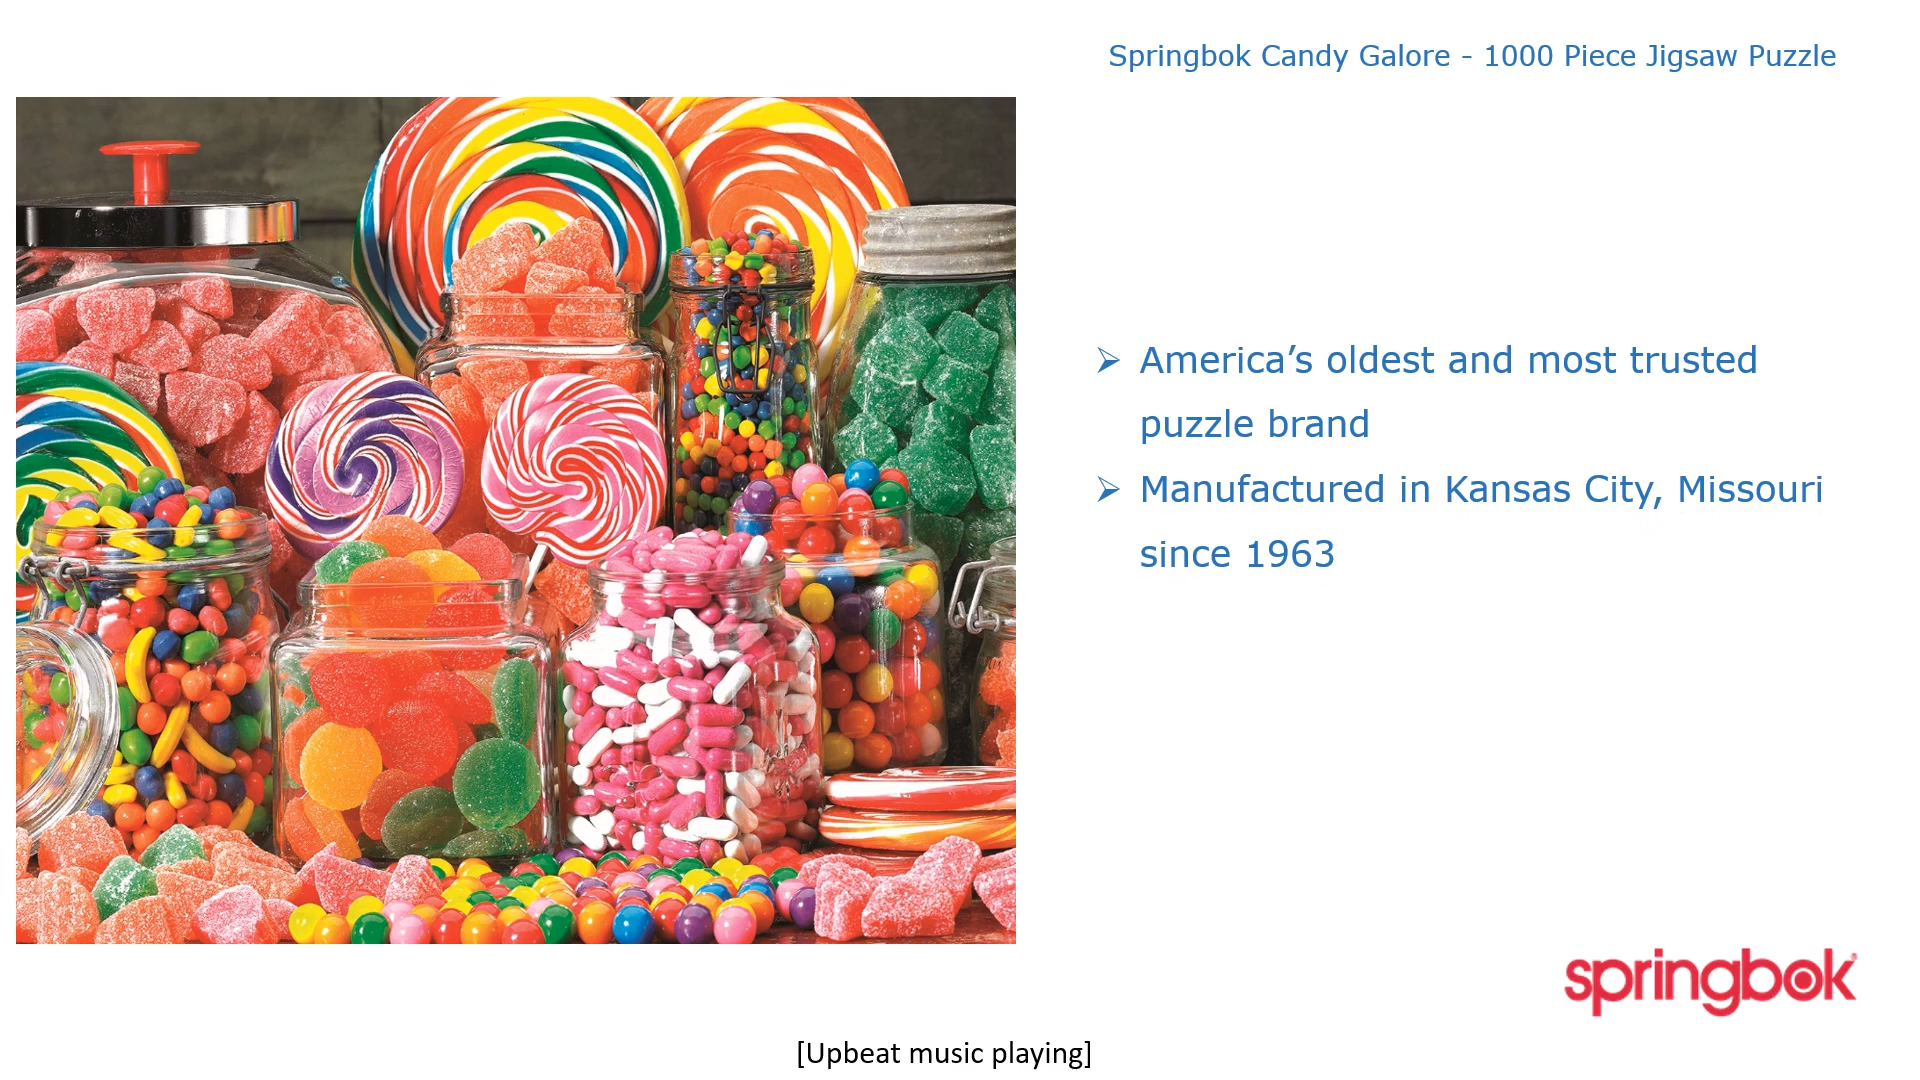 Springbok Candy Galore - 1000 Piece Jigsaw Puzzle
➢ America’s oldest and most trusted
puzzle brand
➢ Manufactured in Kansas City, Missouri
since 1963
springbok®
[Upbeat music playing]